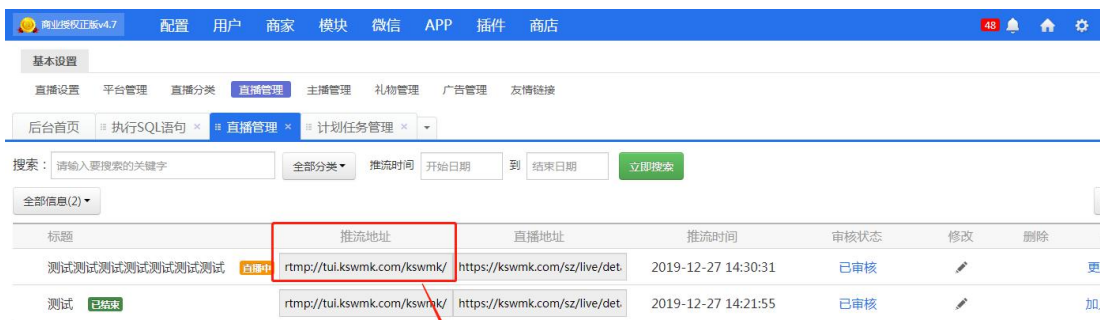 商业授权正版v4.7 配置 用户 商家 模块 微信 APP 插件 商店 48
基本设置
直播设置 平台管理 直播分类 直播管理 主播管理 礼物管理 广告管理 友情链接
后台首页 执行SQL语句 × 直播管理 × 计划任务管理 ×
搜索： 请输入要搜索的关键字 全部分类 推流时间 开始日期 到 结束日期 立即搜索
全部信息(2)
标题 推流地址 直播地址 推流时间 审核状态 修改 删除
测试测试测试测试测试测试测试 直播中 rtmp://tui.kswmk.com/kswmk/ https://kswmk.com/sz/live/det 2019-12-27 14:30:31 已审核 更
测试 已结束 rtmp://tui.kswmk.com/kswmk/ https://kswmk.com/sz/live/det 2019-12-27 14:21:55 已审核 加